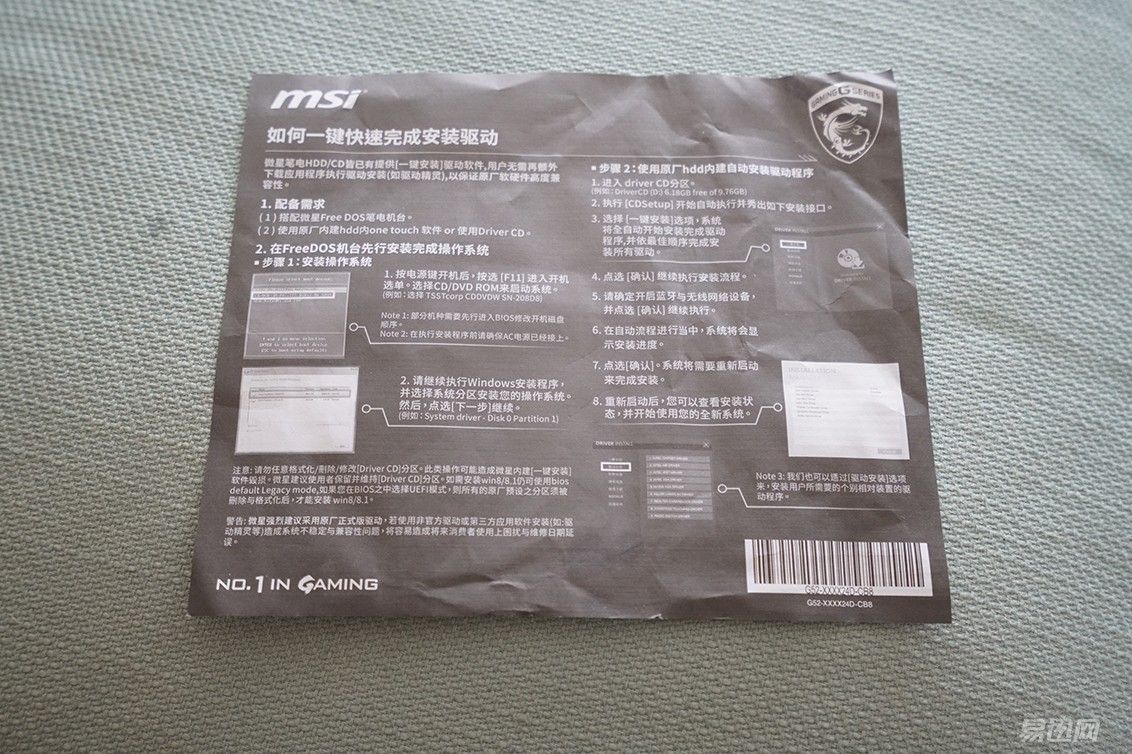 msi
GAMING G SERIES
如何一键快速完成安装驱动
微星笔电HDD/CD皆已有提供[一键安装]驱动软件,用户无需再额外
下载应用程序执行驱动安装(如驱动精灵),以保证原厂软硬件高度兼
容性。
1. 配备需求
(1) 搭配微星Free DOS笔电机台。
(2) 使用原厂内建hdd内one touch 软件 or 使用Driver CD。
2. 在FreeDOS机台先行安装完成操作系统
▪ 步骤 1:安装操作系统
1. 按电源键开机后,按选 [F11] 进入开机
选单。选择CD/DVD ROM来启动系统。
(例如:选择 TSSTcorp CDDVDW SN-208DB)
Note 1: 部分机种需要先行进入BIOS修改开机磁盘
顺序。
Note 2: 在执行安装程序前请确保AC电源已经接上。
Please select boot device:
↑ and ↓ to move selection
ENTER to select boot device
ESC to boot using defaults
2. 请继续执行Windows安装程序,
并选择系统分区安装您的操作系统。
然后,点选[下一步]继续。
(例如: System driver - Disk 0 Partition 1)
注意: 请勿任意格式化/删除/修改[Driver CD]分区。此类操作可能造成微星内建[一键安装]
软件毁损。微星建议使用者保留并维持[Driver CD]分区。如需安装win8/8.1仍可使用bios
default Legacy mode,如果您在BIOS之中选择UEFI模式,则所有的原厂预设之分区须被
删除与格式化后,才能安装 win8/8.1。
警告: 微星强烈建议采用原厂正式版驱动,若使用非官方驱动或第三方应用软件安装(如:驱
动精灵等)造成系统不稳定与兼容性问题,将容易造成将来消费者使用上困扰与维修日期延
误。
NO.1 IN GAMING
▪ 步骤 2:使用原厂hdd内建自动安装驱动程序
1. 进入 driver CD分区。
(例如: DriverCD (D:) 6.18GB free of 9.76GB)
2. 执行 [CDSetup] 开始自动执行并秀出如下安装接口。
3. 选择 [一键安装]选项,系统
将全自动开始安装完成驱动
程序,并依最佳顺序完成安
装所有驱动。
DRIVER INSTALL
DRIVER INSTALL
4. 点选 [确认] 继续执行安装流程。
5. 请确定开启蓝牙与无线网络设备,
并点选 [确认] 继续执行。
6. 在自动流程进行当中,系统将会显
示安装进度。
7. 点选[确认]。系统将需要重新启动
来完成安装。
8. 重新启动后,您可以查看安装状
态,并开始使用您的全新系统。
INSTALLATION
DRIVER INSTALL
Note 3: 我们也可以通过[驱动安装]选项
来,安装用户所需要的个别相对装置的驱
动程序。
G52-XXXX24D-CB8
G52-XXXX24D-CB8
易迅网